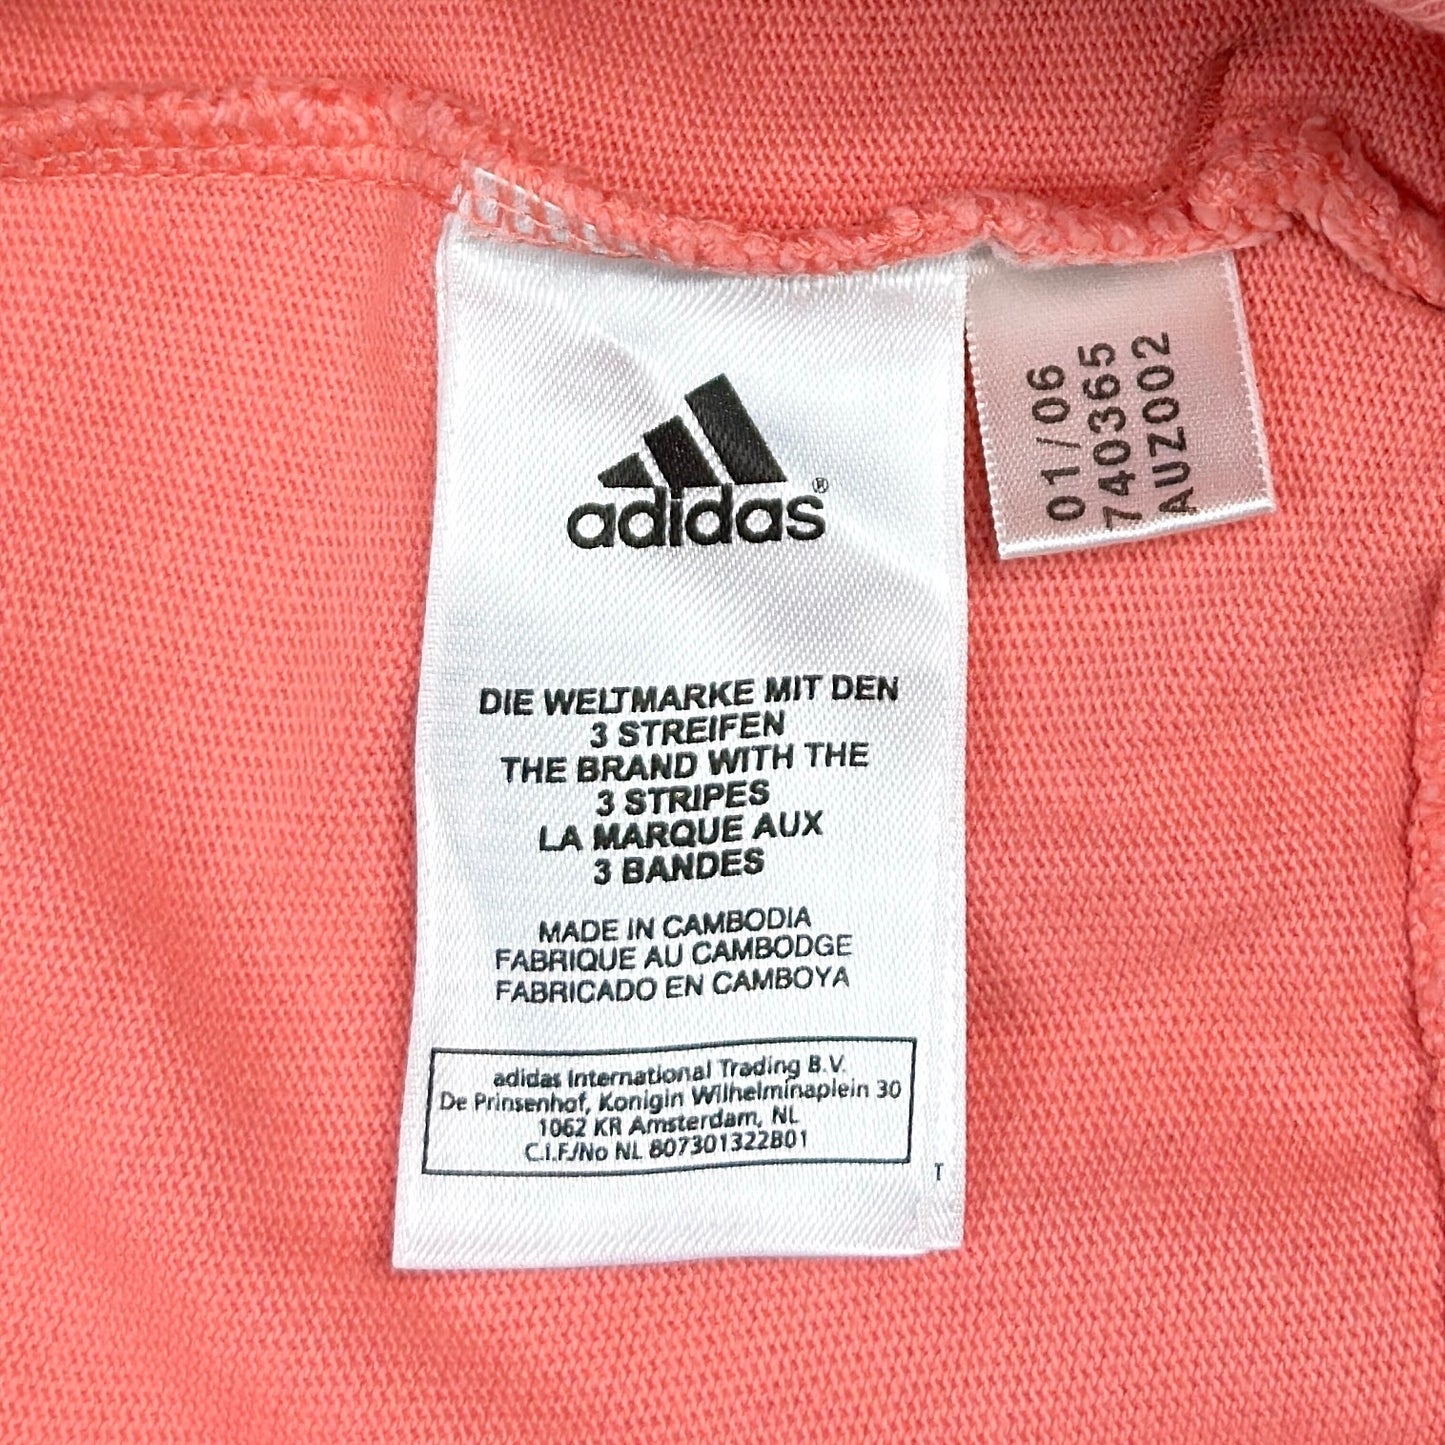 adidas®
DIE WELTMARKE MIT DEN
3 STREIFEN
THE BRAND WITH THE
3 STRIPES
LA MARQUE AUX
3 BANDES
MADE IN CAMBODIA
FABRIQUE AU CAMBODGE
FABRICADO EN CAMBOYA
adidas International Trading B.V.
De Prinsenhof, Konigin Wilhelminaplein 30
1062 KR Amsterdam, NL
C.I.F./No NL 807301322B01
T
01/06
740365
AUZ002